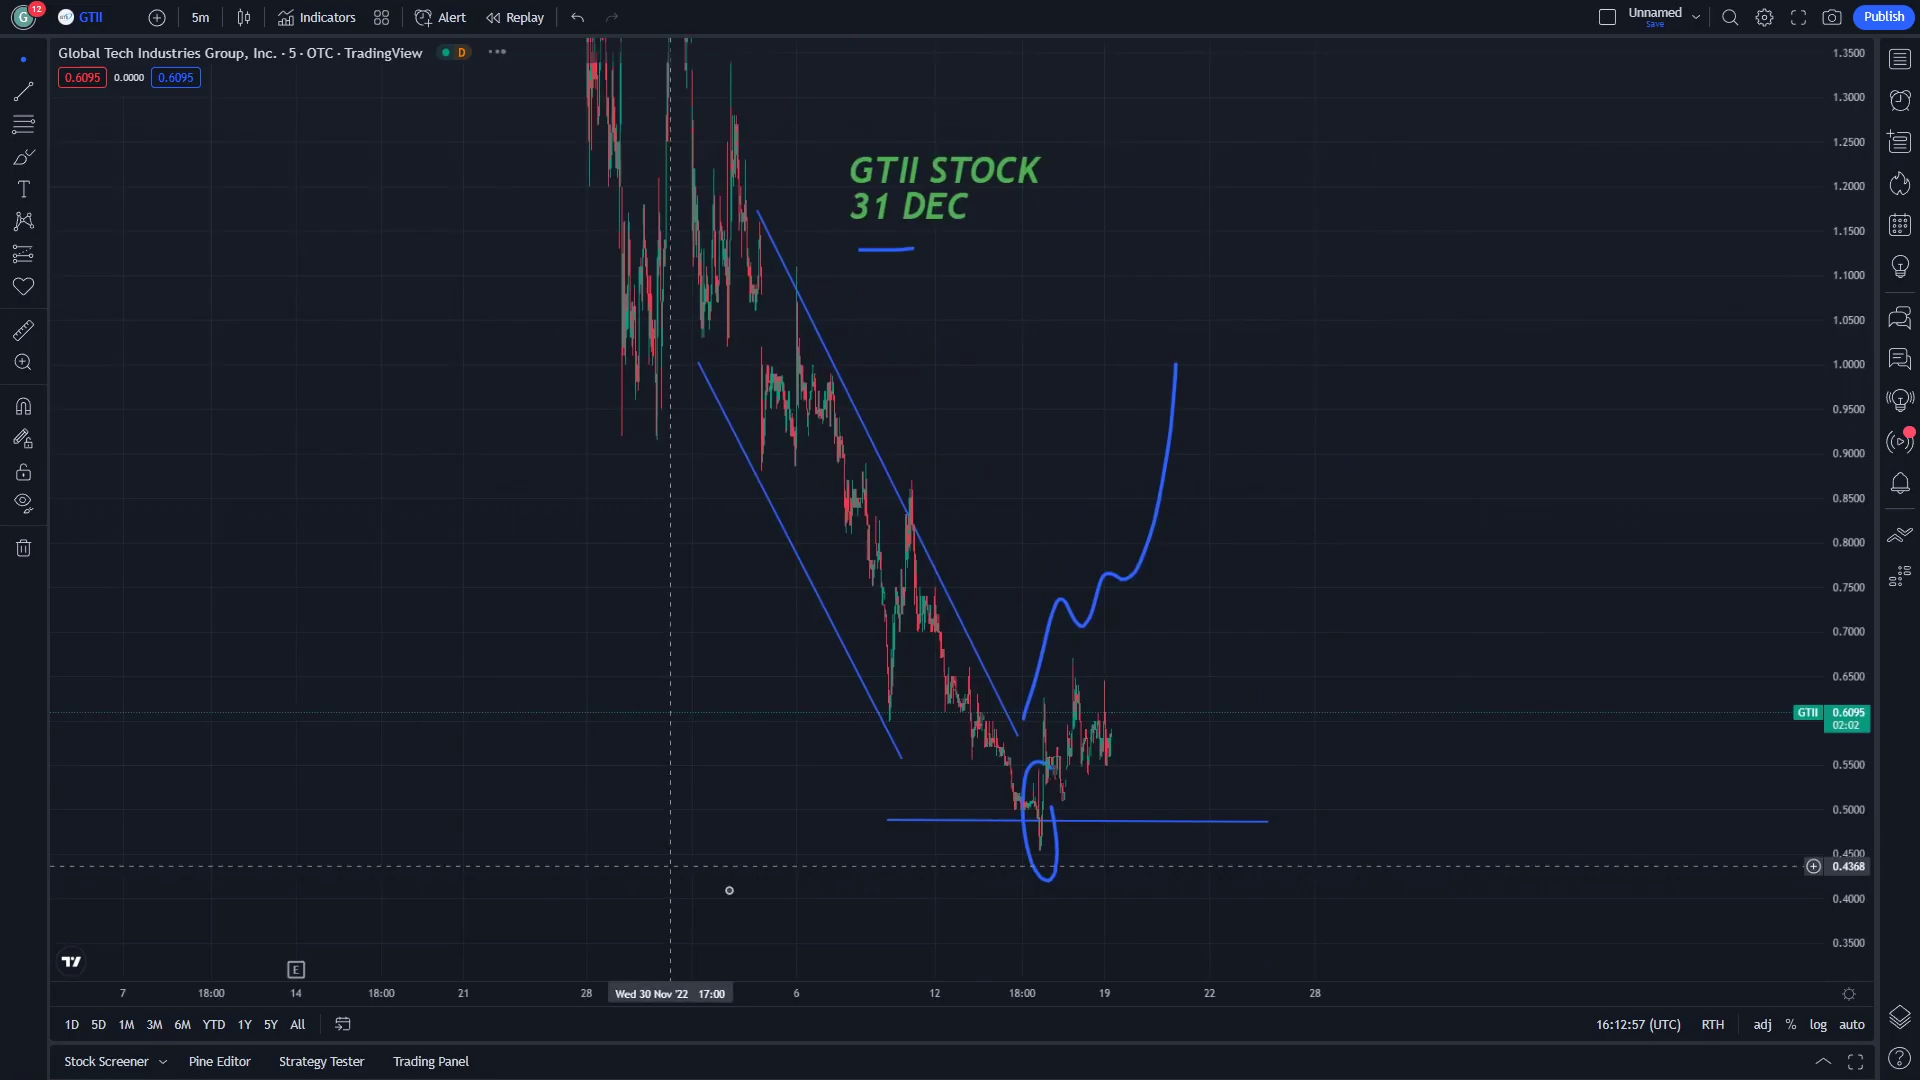 G
12
GTII
5m
Indicators
Alert
Replay
Unnamed
Save
Publish
Global Tech Industries Group, Inc. · 5 · OTC · TradingView
D
0.6095
0.0000
0.6095
GTII STOCK
31 DEC
1.3500
1.3000
1.2500
1.2000
1.1500
1.1000
1.0500
1.0000
0.9500
0.9000
0.8500
0.8000
0.7500
0.7000
0.6500
GTII 0.6095
02:02
0.5500
0.5000
0.4500
0.4368
0.4000
0.3500
E
7 18:00 14 18:00 21 28 Wed 30 Nov '22 17:00 6 12 18:00 19 22 28
1D 5D 1M 3M 6M YTD 1Y 5Y All
16:12:57 (UTC) RTH adj % log auto
Stock Screener Pine Editor Strategy Tester Trading Panel